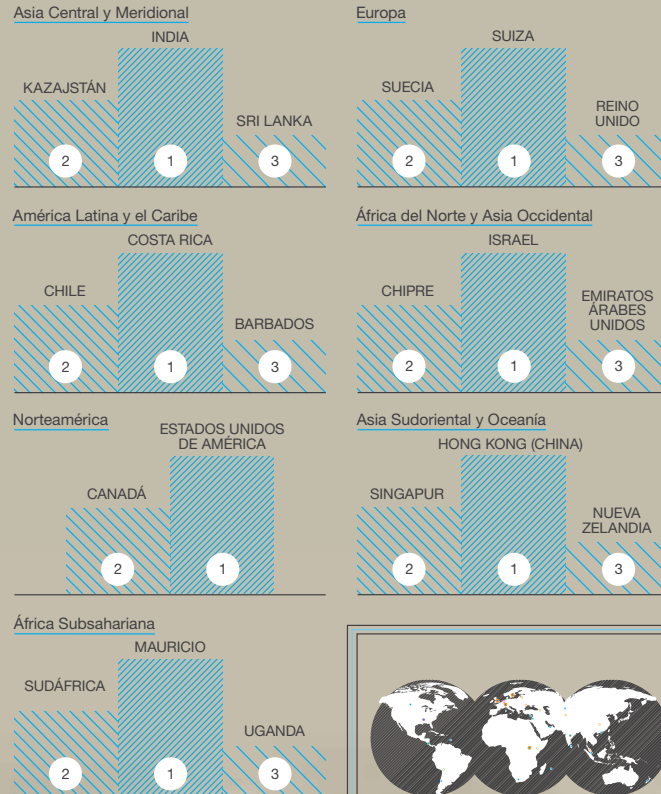 Asia Central y Meridional
INDIA
KAZAJSTÁN
SRI LANKA
2
1
3
Europa
SUIZA
SUECIA
REINO
UNIDO
2
1
3
América Latina y el Caribe
COSTA RICA
CHILE
BARBADOS
2
1
3
África del Norte y Asia Occidental
ISRAEL
CHIPRE
EMIRATOS
ÁRABES
UNIDOS
2
1
3
Norteamérica
ESTADOS UNIDOS
DE AMÉRICA
CANADÁ
2
1
Asia Sudoriental y Oceanía
HONG KONG (CHINA)
SINGAPUR
NUEVA
ZELANDIA
2
1
3
África Subsahariana
MAURICIO
SUDÁFRICA
UGANDA
2
1
3